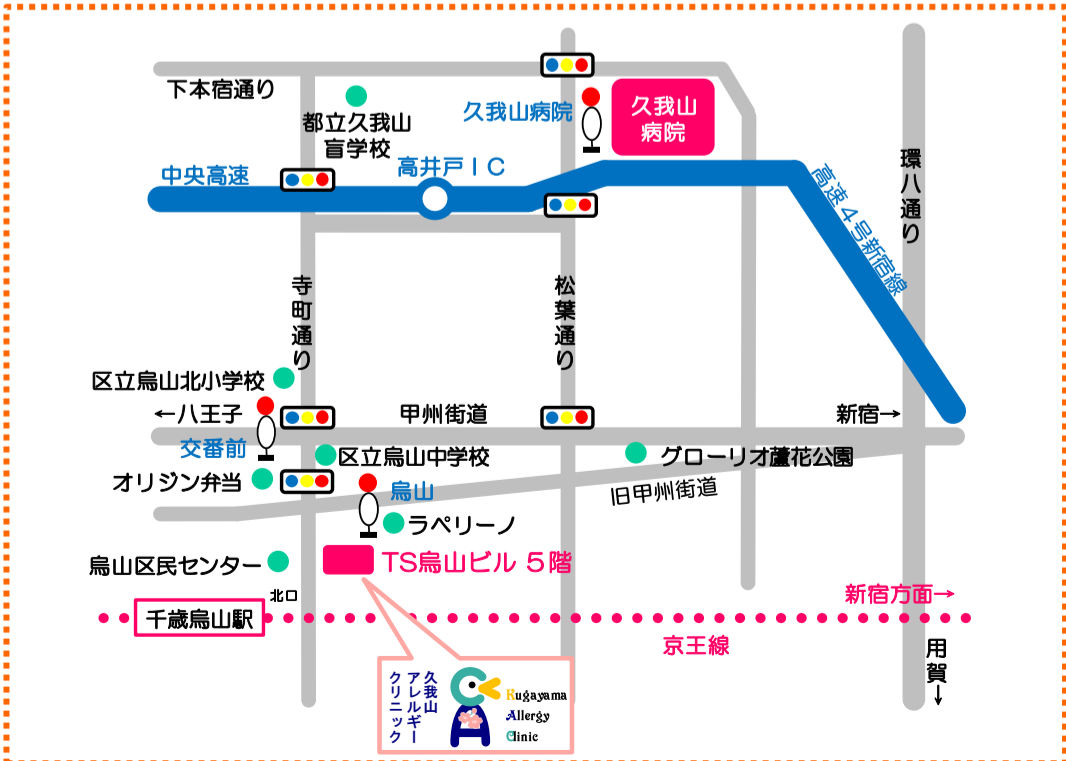 下本宿通り
都立久我山
盲学校
久我山病院
久我山
病院
中央高速
高井戸ＩＣ
環八通り
高速４号新宿線
寺町通り
松葉通り
区立烏山北小学校
←八王子
甲州街道
新宿→
交番前
区立烏山中学校
グローリオ蘆花公園
オリジン弁当
烏山
旧甲州街道
ラペリーノ
烏山区民センター
TS烏山ビル ５階
北口
新宿方面→
千歳烏山駅
京王線
用賀↓
久我山
アレルギー
クリニック
Kugayama
Allergy
Clinic